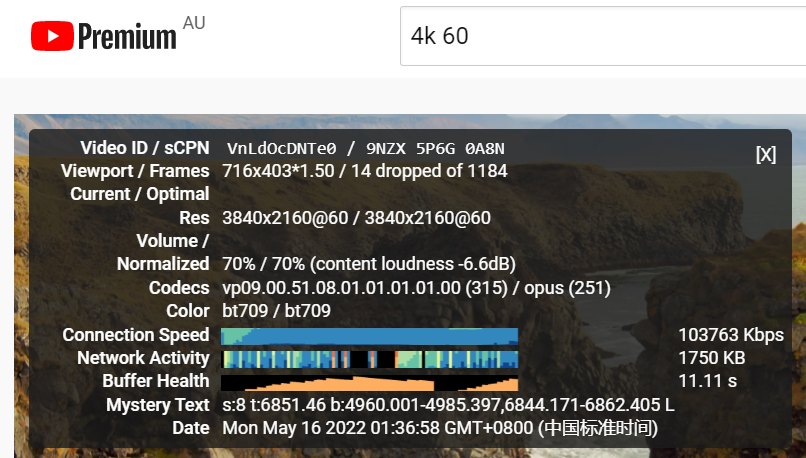 Premium AU
4k 60
Video ID / sCPN VnLdOcDNTe0 / 9NZX 5P6G 0A8N
[X]
Viewport / Frames 716x403*1.50 / 14 dropped of 1184
Current / Optimal
Res 3840x2160@60 / 3840x2160@60
Volume /
Normalized 70% / 70% (content loudness -6.6dB)
Codecs vp09.00.51.08.01.01.01.01.00 (315) / opus (251)
Color bt709 / bt709
Connection Speed 103763 Kbps
Network Activity 1750 KB
Buffer Health 11.11 s
Mystery Text s:8 t:6851.46 b:4960.001-4985.397,6844.171-6862.405 L
Date Mon May 16 2022 01:36:58 GMT+0800 (中国标准时间)